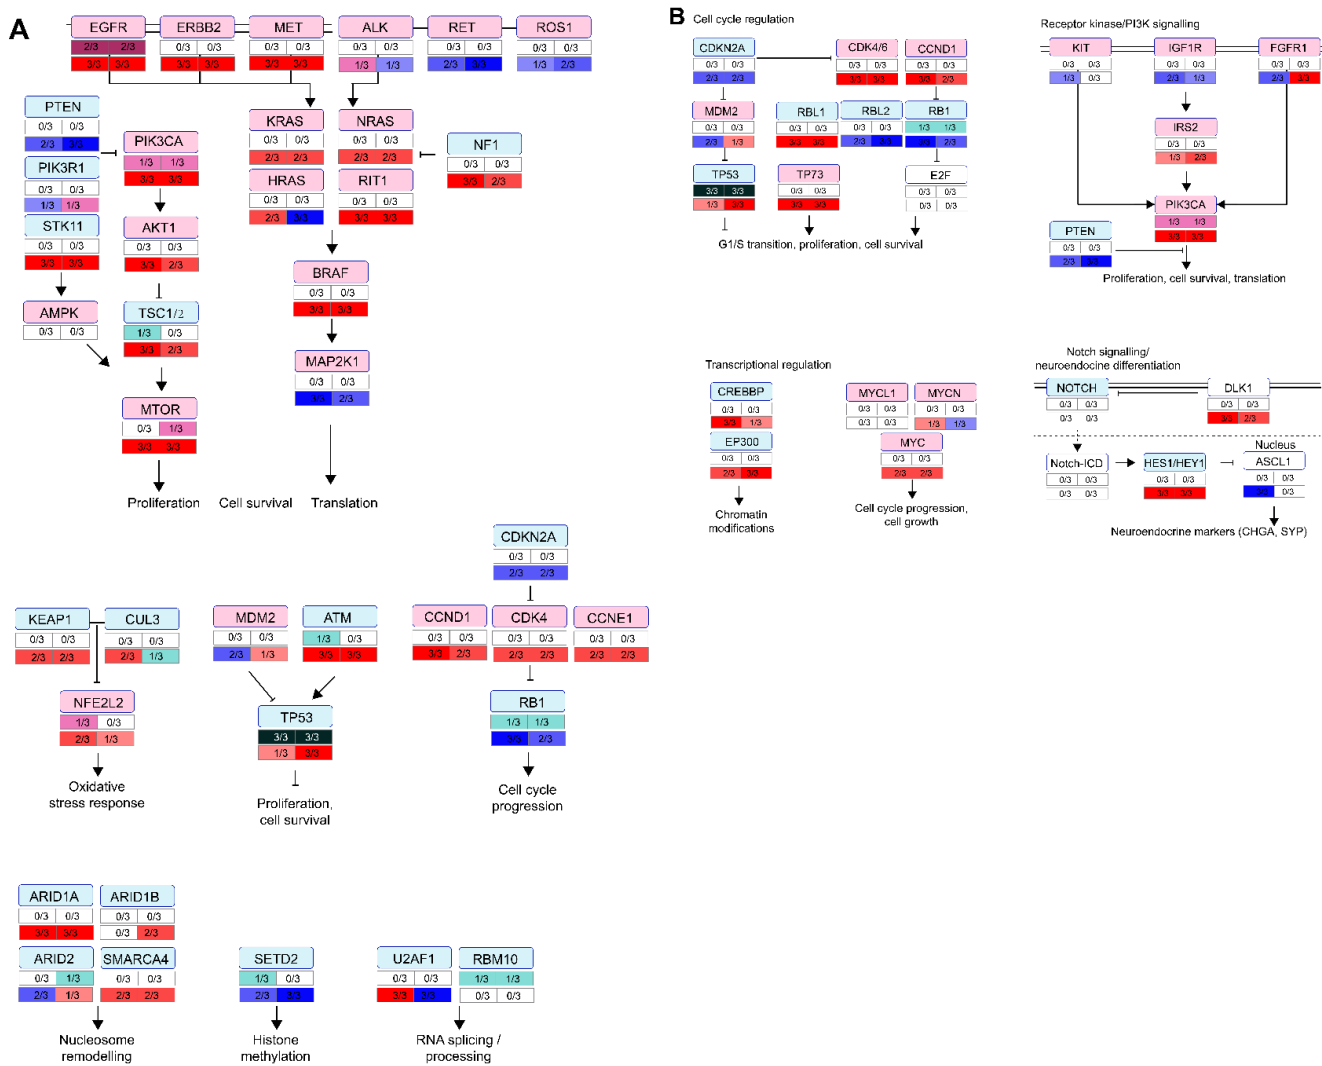 A
EGFR ERBB2 MET ALK RET ROS1
2/3 2/3 0/3 0/3 0/3 0/3 0/3 0/3 0/3 0/3 0/3 0/3
3/3 3/3 3/3 3/3 3/3 3/3 1/3 1/3 2/3 3/3 1/3 2/3
PTEN
0/3 0/3
2/3 3/3
PIK3R1
0/3 0/3
1/3 1/3
STK11
0/3 0/3
3/3 3/3
AMPK
0/3 0/3
PIK3CA
1/3 1/3
3/3 3/3
AKT1
0/3 0/3
3/3 2/3
TSC1/2
1/3 0/3
3/3 2/3
MTOR
0/3 1/3
3/3 3/3
KRAS NRAS
0/3 0/3 0/3 0/3
2/3 2/3 2/3 2/3
NF1
0/3 0/3
3/3 2/3
HRAS RIT1
0/3 0/3 0/3 0/3
2/3 3/3 3/3 3/3
BRAF
0/3 0/3
3/3 3/3
MAP2K1
0/3 0/3
3/3 2/3
Proliferation Cell survival Translation
CDKN2A
0/3 0/3
2/3 2/3
KEAP1 CUL3
0/3 0/3 0/3 0/3
2/3 2/3 2/3 1/3
NFE2L2
1/3 0/3
2/3 1/3
Oxidative
stress response
MDM2 ATM
0/3 0/3 1/3 0/3
2/3 1/3 3/3 3/3
TP53
3/3 3/3
1/3 3/3
Proliferation,
cell survival
CCND1 CDK4 CCNE1
0/3 0/3 0/3 0/3 0/3 0/3
3/3 2/3 2/3 2/3 2/3 2/3
RB1
1/3 1/3
3/3 2/3
Cell cycle
progression
ARID1A ARID1B
0/3 0/3 0/3 0/3
3/3 3/3 0/3 2/3
ARID2 SMARCA4
0/3 1/3 0/3 0/3
2/3 1/3 2/3 2/3
Nucleosome
remodelling
SETD2
1/3 0/3
2/3 3/3
Histone
methylation
U2AF1 RBM10
0/3 0/3 1/3 1/3
3/3 3/3 0/3 0/3
RNA splicing /
processing
B
Cell cycle regulation
CDKN2A CDK4/6 CCND1
0/3 0/3 0/3 0/3 0/3 0/3
2/3 2/3 3/3 3/3 3/3 2/3
MDM2 RBL1 RBL2 RB1
0/3 0/3 0/3 0/3 0/3 0/3 1/3 1/3
2/3 1/3 3/3 3/3 2/3 3/3 3/3 2/3
TP53 TP73 E2F
3/3 3/3 0/3 0/3 0/3 0/3
1/3 3/3 3/3 3/3 0/3 0/3
G1/S transition, proliferation, cell survival
Receptor kinase/PI3K signalling
KIT IGF1R FGFR1
0/3 0/3 0/3 0/3 0/3 0/3
1/3 0/3 2/3 1/3 2/3 3/3
IRS2
0/3 0/3
1/3 2/3
PIK3CA
1/3 1/3
3/3 3/3
PTEN
0/3 0/3
2/3 3/3
Proliferation, cell survival, translation
Transcriptional regulation
CREBBP
0/3 0/3
3/3 1/3
EP300
0/3 0/3
2/3 3/3
Chromatin
modifications
MYCL1 MYCN
0/3 0/3 0/3 0/3
0/3 0/3 1/3 1/3
MYC
0/3 0/3
2/3 2/3
Cell cycle progression,
cell growth
Notch signalling/
neuroendocrine differentiation
NOTCH DLK1
0/3 0/3 0/3 0/3
0/3 0/3 3/3 2/3
Nucleus
Notch-ICD HES1/HEY1 ASCL1
0/3 0/3 0/3 0/3 0/3 0/3
0/3 0/3 3/3 3/3 3/3 0/3
Neuroendocrine markers (CHGA, SYP)